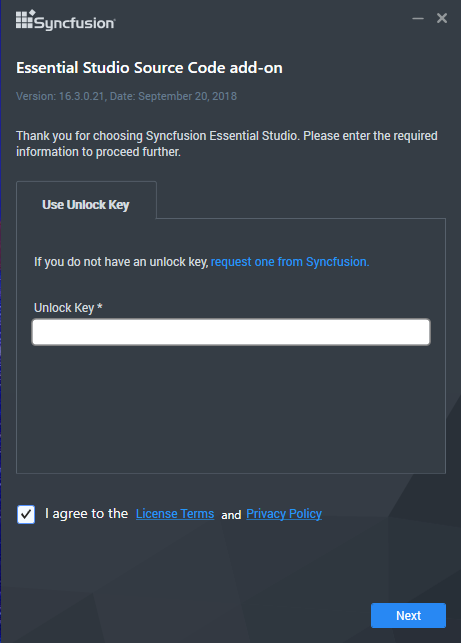 Syncfusion
Essential Studio Source Code add-on
Version: 16.3.0.21, Date: September 20, 2018
Thank you for choosing Syncfusion Essential Studio. Please enter the required
information to proceed further.
Use Unlock Key
If you do not have an unlock key, request one from Syncfusion.
Unlock Key *
I agree to the License Terms and Privacy Policy
Next